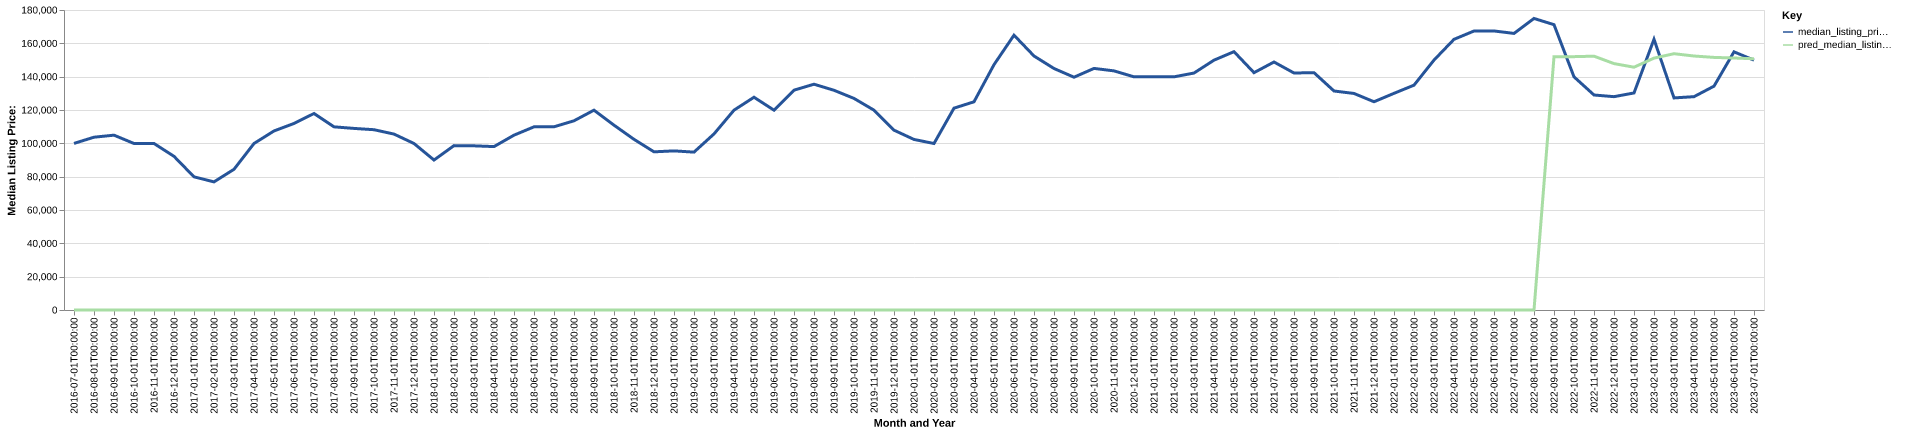 180,000
160,000
140,000
120,000
100,000
80,000
60,000
40,000
20,000
0
Median Listing Price:
2016-07-01T00:00:00
2016-08-01T00:00:00
2016-09-01T00:00:00
2016-10-01T00:00:00
2016-11-01T00:00:00
2016-12-01T00:00:00
2017-01-01T00:00:00
2017-02-01T00:00:00
2017-03-01T00:00:00
2017-04-01T00:00:00
2017-05-01T00:00:00
2017-06-01T00:00:00
2017-07-01T00:00:00
2017-08-01T00:00:00
2017-09-01T00:00:00
2017-10-01T00:00:00
2017-11-01T00:00:00
2017-12-01T00:00:00
2018-01-01T00:00:00
2018-02-01T00:00:00
2018-03-01T00:00:00
2018-04-01T00:00:00
2018-05-01T00:00:00
2018-06-01T00:00:00
2018-07-01T00:00:00
2018-08-01T00:00:00
2018-09-01T00:00:00
2018-10-01T00:00:00
2018-11-01T00:00:00
2018-12-01T00:00:00
2019-01-01T00:00:00
2019-02-01T00:00:00
2019-03-01T00:00:00
2019-04-01T00:00:00
2019-05-01T00:00:00
2019-06-01T00:00:00
2019-07-01T00:00:00
2019-08-01T00:00:00
2019-09-01T00:00:00
2019-10-01T00:00:00
2019-11-01T00:00:00
2019-12-01T00:00:00
2020-01-01T00:00:00
2020-02-01T00:00:00
2020-03-01T00:00:00
2020-04-01T00:00:00
2020-05-01T00:00:00
2020-06-01T00:00:00
2020-07-01T00:00:00
2020-08-01T00:00:00
2020-09-01T00:00:00
2020-10-01T00:00:00
2020-11-01T00:00:00
2020-12-01T00:00:00
2021-01-01T00:00:00
2021-02-01T00:00:00
2021-03-01T00:00:00
2021-04-01T00:00:00
2021-05-01T00:00:00
2021-06-01T00:00:00
2021-07-01T00:00:00
2021-08-01T00:00:00
2021-09-01T00:00:00
2021-10-01T00:00:00
2021-11-01T00:00:00
2021-12-01T00:00:00
2022-01-01T00:00:00
2022-02-01T00:00:00
2022-03-01T00:00:00
2022-04-01T00:00:00
2022-05-01T00:00:00
2022-06-01T00:00:00
2022-07-01T00:00:00
2022-08-01T00:00:00
2022-09-01T00:00:00
2022-10-01T00:00:00
2022-11-01T00:00:00
2022-12-01T00:00:00
2023-01-01T00:00:00
2023-02-01T00:00:00
2023-03-01T00:00:00
2023-04-01T00:00:00
2023-05-01T00:00:00
2023-06-01T00:00:00
2023-07-01T00:00:00
Month and Year
Key
median_listing_pri…
pred_median_listin…